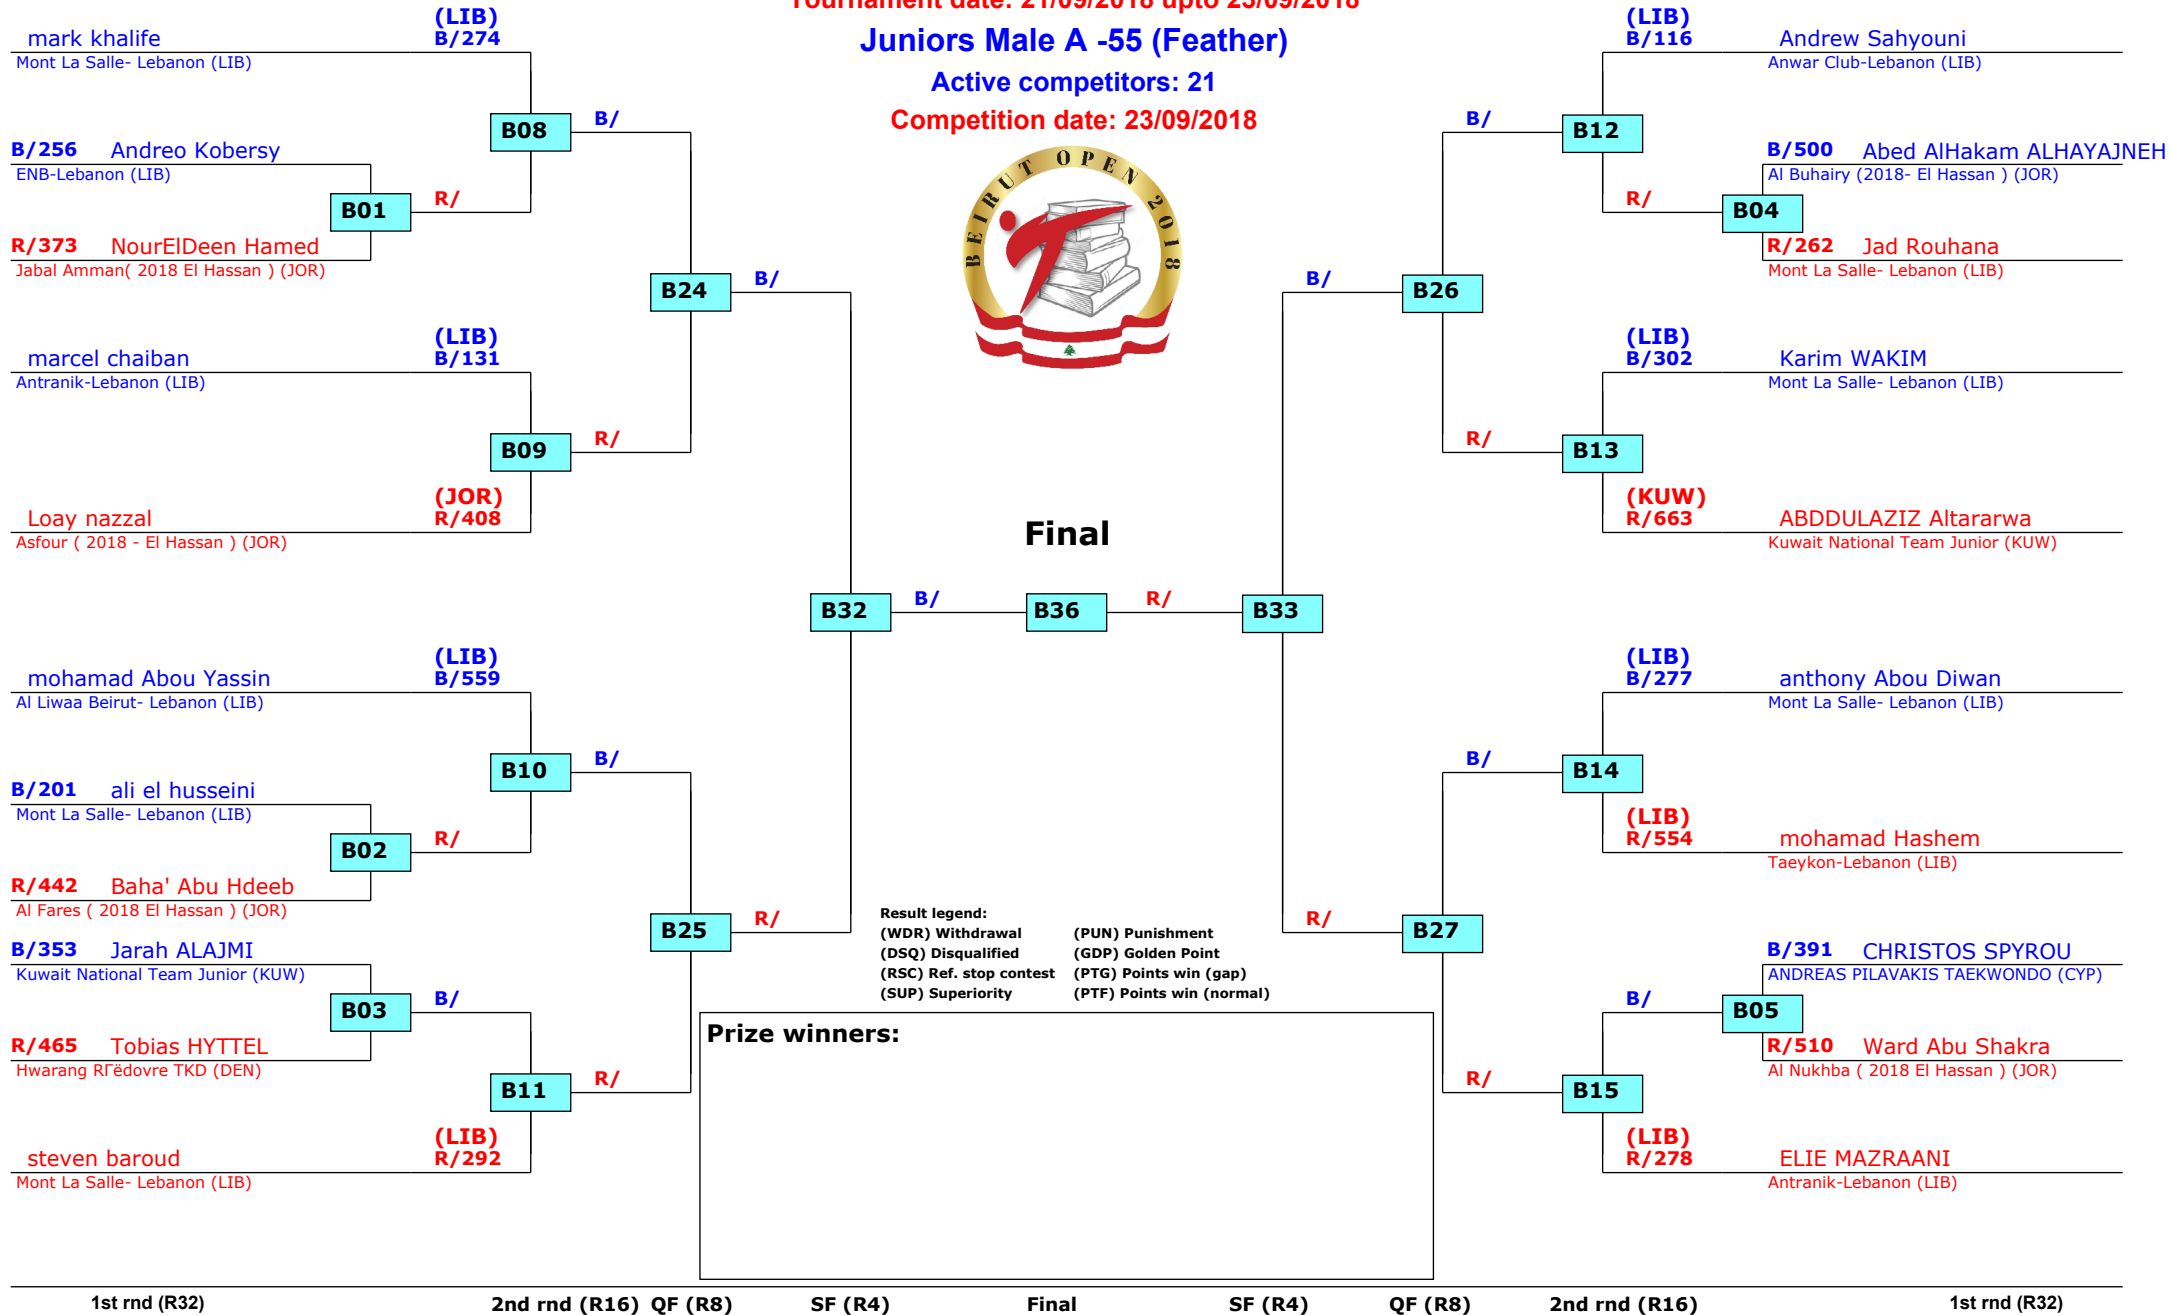 Tournament date: 21/09/2018 upto 23/09/2018
Juniors Male A -55 (Feather)
Active competitors: 21
Competition date: 23/09/2018
BEIRUT OPEN 2018
(LIB)
mark khalife B/274
Mont La Salle- Lebanon (LIB)
B08
B/
B/256 Andreo Kobersy
ENB-Lebanon (LIB)
B01
R/
R/373 NourElDeen Hamed
Jabal Amman( 2018 El Hassan ) (JOR)
B24
B/
(LIB)
marcel chaiban B/131
Antranik-Lebanon (LIB)
B09
R/
(JOR)
Loay nazzal R/408
Asfour ( 2018 - El Hassan ) (JOR)
B32
B/
(LIB)
mohamad Abou Yassin B/559
Al Liwaa Beirut- Lebanon (LIB)
B10
B/
B/201 ali el husseini
Mont La Salle- Lebanon (LIB)
B02
R/
R/442 Baha' Abu Hdeeb
Al Fares ( 2018 El Hassan ) (JOR)
B25
R/
B/353 Jarah ALAJMI
Kuwait National Team Junior (KUW)
B03
B/
R/465 Tobias HYTTEL
Hwarang RГёdovre TKD (DEN)
B11
R/
(LIB)
steven baroud R/292
Mont La Salle- Lebanon (LIB)
Final
B36
R/
B33
(LIB)
B/116 Andrew Sahyouni
Anwar Club-Lebanon (LIB)
B/
B12
B/500 Abed AlHakam ALHAYAJNEH
Al Buhairy (2018- El Hassan ) (JOR)
R/
B04
R/262 Jad Rouhana
Mont La Salle- Lebanon (LIB)
B/
B26
(LIB)
B/302 Karim WAKIM
Mont La Salle- Lebanon (LIB)
R/
B13
(KUW)
R/663 ABDDULAZIZ Altararwa
Kuwait National Team Junior (KUW)
(LIB)
B/277 anthony Abou Diwan
Mont La Salle- Lebanon (LIB)
B/
B14
(LIB)
R/554 mohamad Hashem
Taeykon-Lebanon (LIB)
R/
B27
B/391 CHRISTOS SPYROU
ANDREAS PILAVAKIS TAEKWONDO (CYP)
B/
B05
R/510 Ward Abu Shakra
Al Nukhba ( 2018 El Hassan ) (JOR)
R/
B15
(LIB)
R/278 ELIE MAZRAANI
Antranik-Lebanon (LIB)
Result legend:
(WDR) Withdrawal (PUN) Punishment
(DSQ) Disqualified (GDP) Golden Point
(RSC) Ref. stop contest (PTG) Points win (gap)
(SUP) Superiority (PTF) Points win (normal)
Prize winners:
1st rnd (R32) 2nd rnd (R16) QF (R8) SF (R4) Final SF (R4) QF (R8) 2nd rnd (R16) 1st rnd (R32)